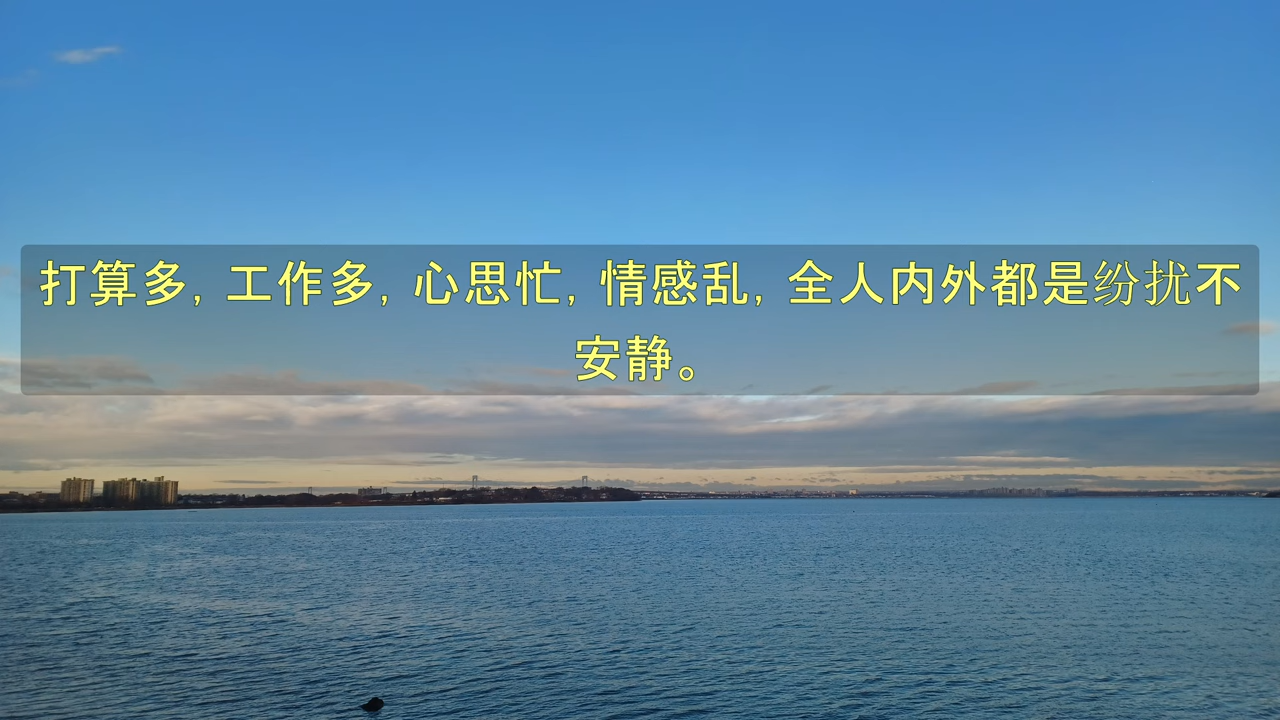 打算多, 工作多, 心思忙, 情感乱, 全人内外都是纷扰不
安静。